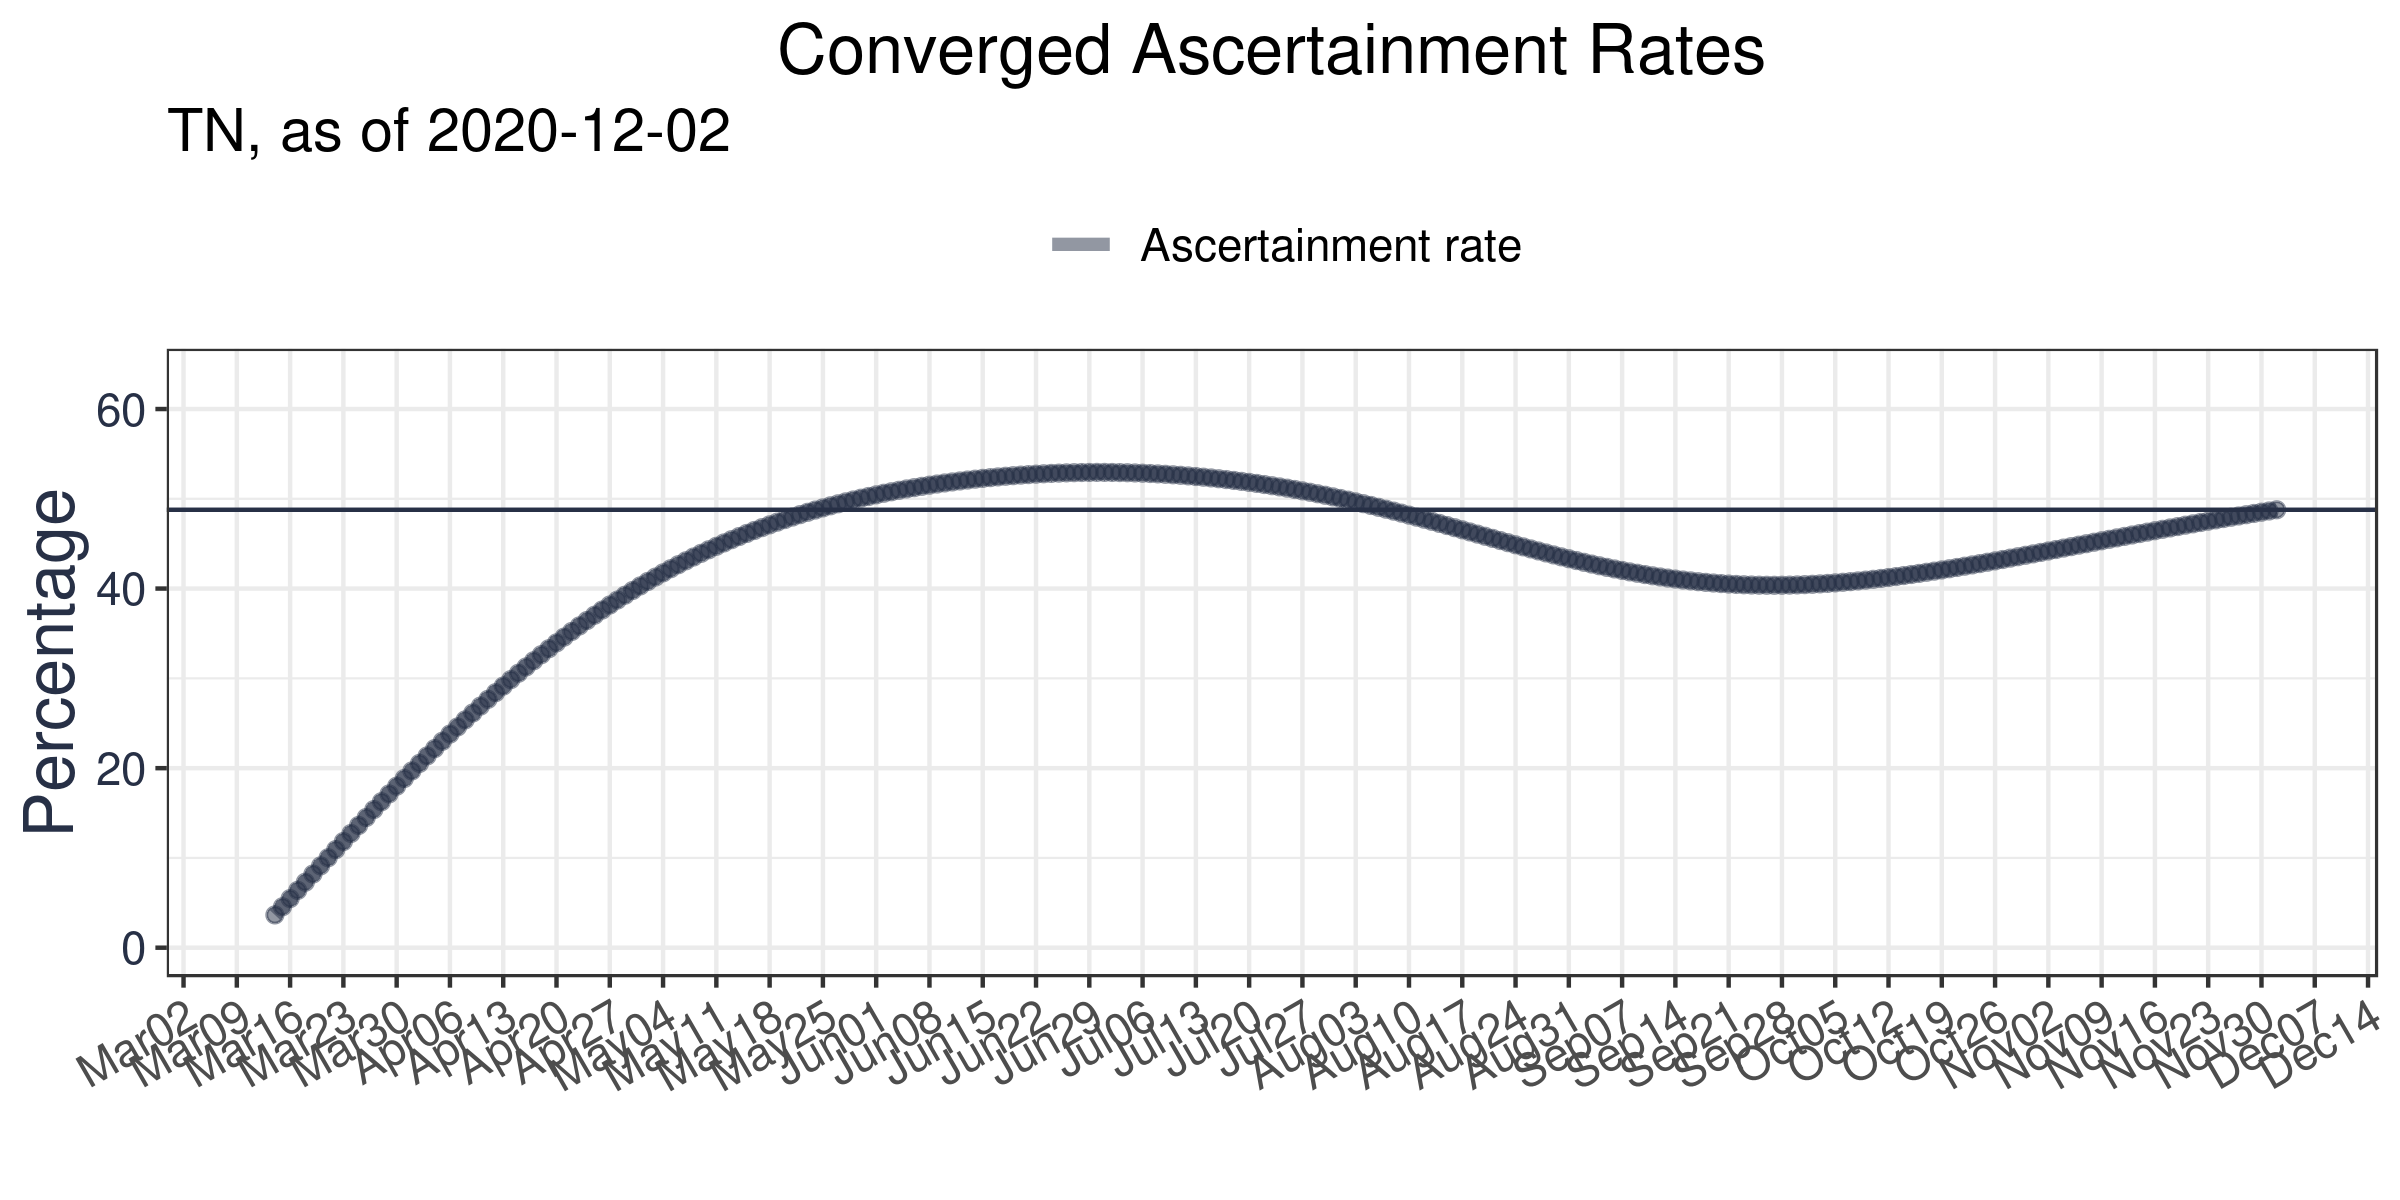 Converged Ascertainment Rates
TN, as of 2020-12-02
Ascertainment rate
Percentage
60
40
20
0
Mar02
Mar09
Mar16
Mar23
Mar30
Apr06
Apr13
Apr20
Apr27
May04
May11
May18
May25
Jun01
Jun08
Jun15
Jun22
Jun29
Jul06
Jul13
Jul20
Jul27
Aug03
Aug10
Aug17
Aug24
Aug31
Sep07
Sep14
Sep21
Sep28
Oct05
Oct12
Oct19
Oct26
Nov02
Nov09
Nov16
Nov23
Nov30
Dec07
Dec14